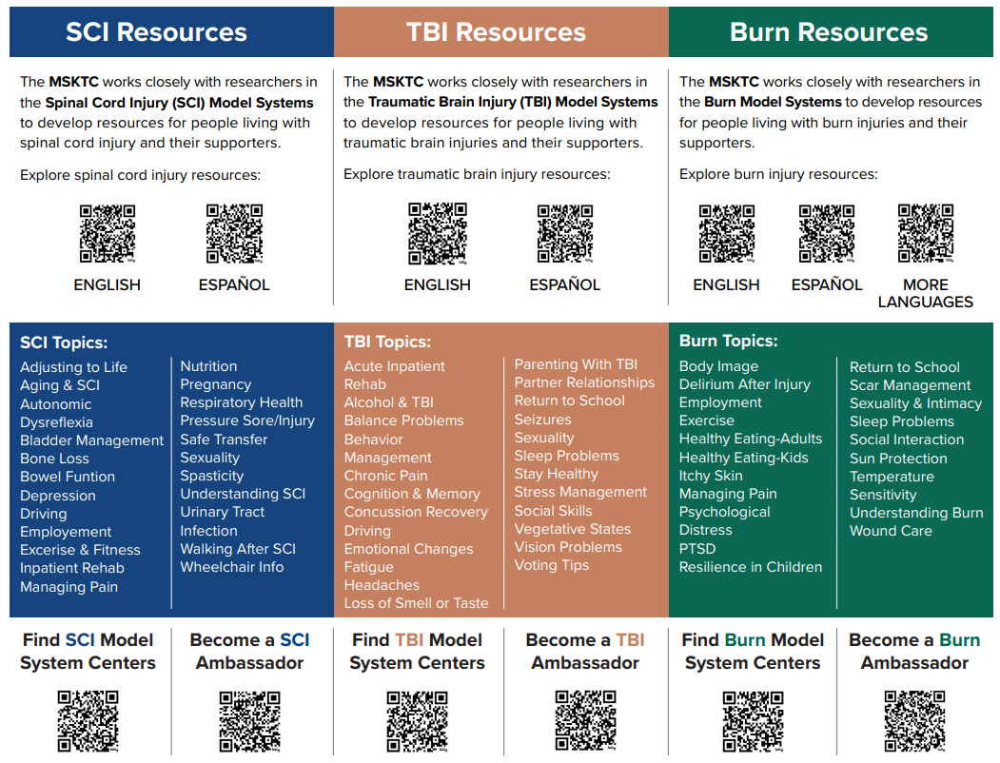 SCI Resources
The MSKTC works closely with researchers in
the Spinal Cord Injury (SCI) Model Systems
to develop resources for people living with
spinal cord injury and their supporters.
Explore spinal cord injury resources:
ENGLISH
ESPAÑOL
TBI Resources
The MSKTC works closely with researchers in
the Traumatic Brain Injury (TBI) Model Systems
to develop resources for people living with
traumatic brain injuries and their supporters.
Explore traumatic brain injury resources:
ENGLISH
ESPAÑOL
Burn Resources
The MSKTC works closely with researchers in
the Burn Model Systems to develop resources
for people living with burn injuries and their
supporters.
Explore burn injury resources:
ENGLISH
ESPAÑOL
MORE
LANGUAGES
SCI Topics:
Adjusting to Life
Aging & SCI
Autonomic
Dysreflexia
Bladder Management
Bone Loss
Bowel Funtion
Depression
Driving
Employement
Excerise & Fitness
Inpatient Rehab
Managing Pain
Nutrition
Pregnancy
Respiratory Health
Pressure Sore/Injury
Safe Transfer
Sexuality
Spasticity
Understanding SCI
Urinary Tract
Infection
Walking After SCI
Wheelchair Info
TBI Topics:
Acute Inpatient
Rehab
Alcohol & TBI
Balance Problems
Behavior
Management
Chronic Pain
Cognition & Memory
Concussion Recovery
Driving
Emotional Changes
Fatigue
Headaches
Loss of Smell or Taste
Parenting With TBI
Partner Relationships
Return to School
Seizures
Sexuality
Sleep Problems
Stay Healthy
Stress Management
Social Skills
Vegetative States
Vision Problems
Voting Tips
Burn Topics:
Body Image
Delirium After Injury
Employment
Exercise
Healthy Eating-Adults
Healthy Eating-Kids
Itchy Skin
Managing Pain
Psychological
Distress
PTSD
Resilience in Children
Return to School
Scar Management
Sexuality & Intimacy
Sleep Problems
Social Interaction
Sun Protection
Temperature
Sensitivity
Understanding Burn
Wound Care
Find SCI Model
System Centers
Become a SCI
Ambassador
Find TBI Model
System Centers
Become a TBI
Ambassador
Find Burn Model
System Centers
Become a Burn
Ambassador